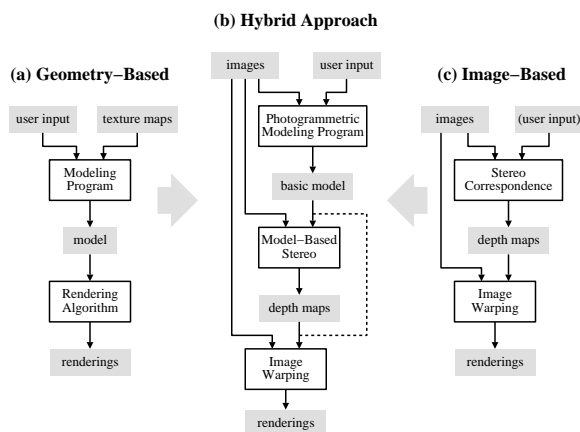 (b) Hybrid Approach
images
user input
Photogrammetric
Modeling Program
basic model
Model−Based
Stereo
depth maps
Image
Warping
renderings
(a) Geometry−Based
user input
texture maps
Modeling
Program
model
Rendering
Algorithm
renderings
(c) Image−Based
images
(user input)
Stereo
Correspondence
depth maps
Image
Warping
renderings